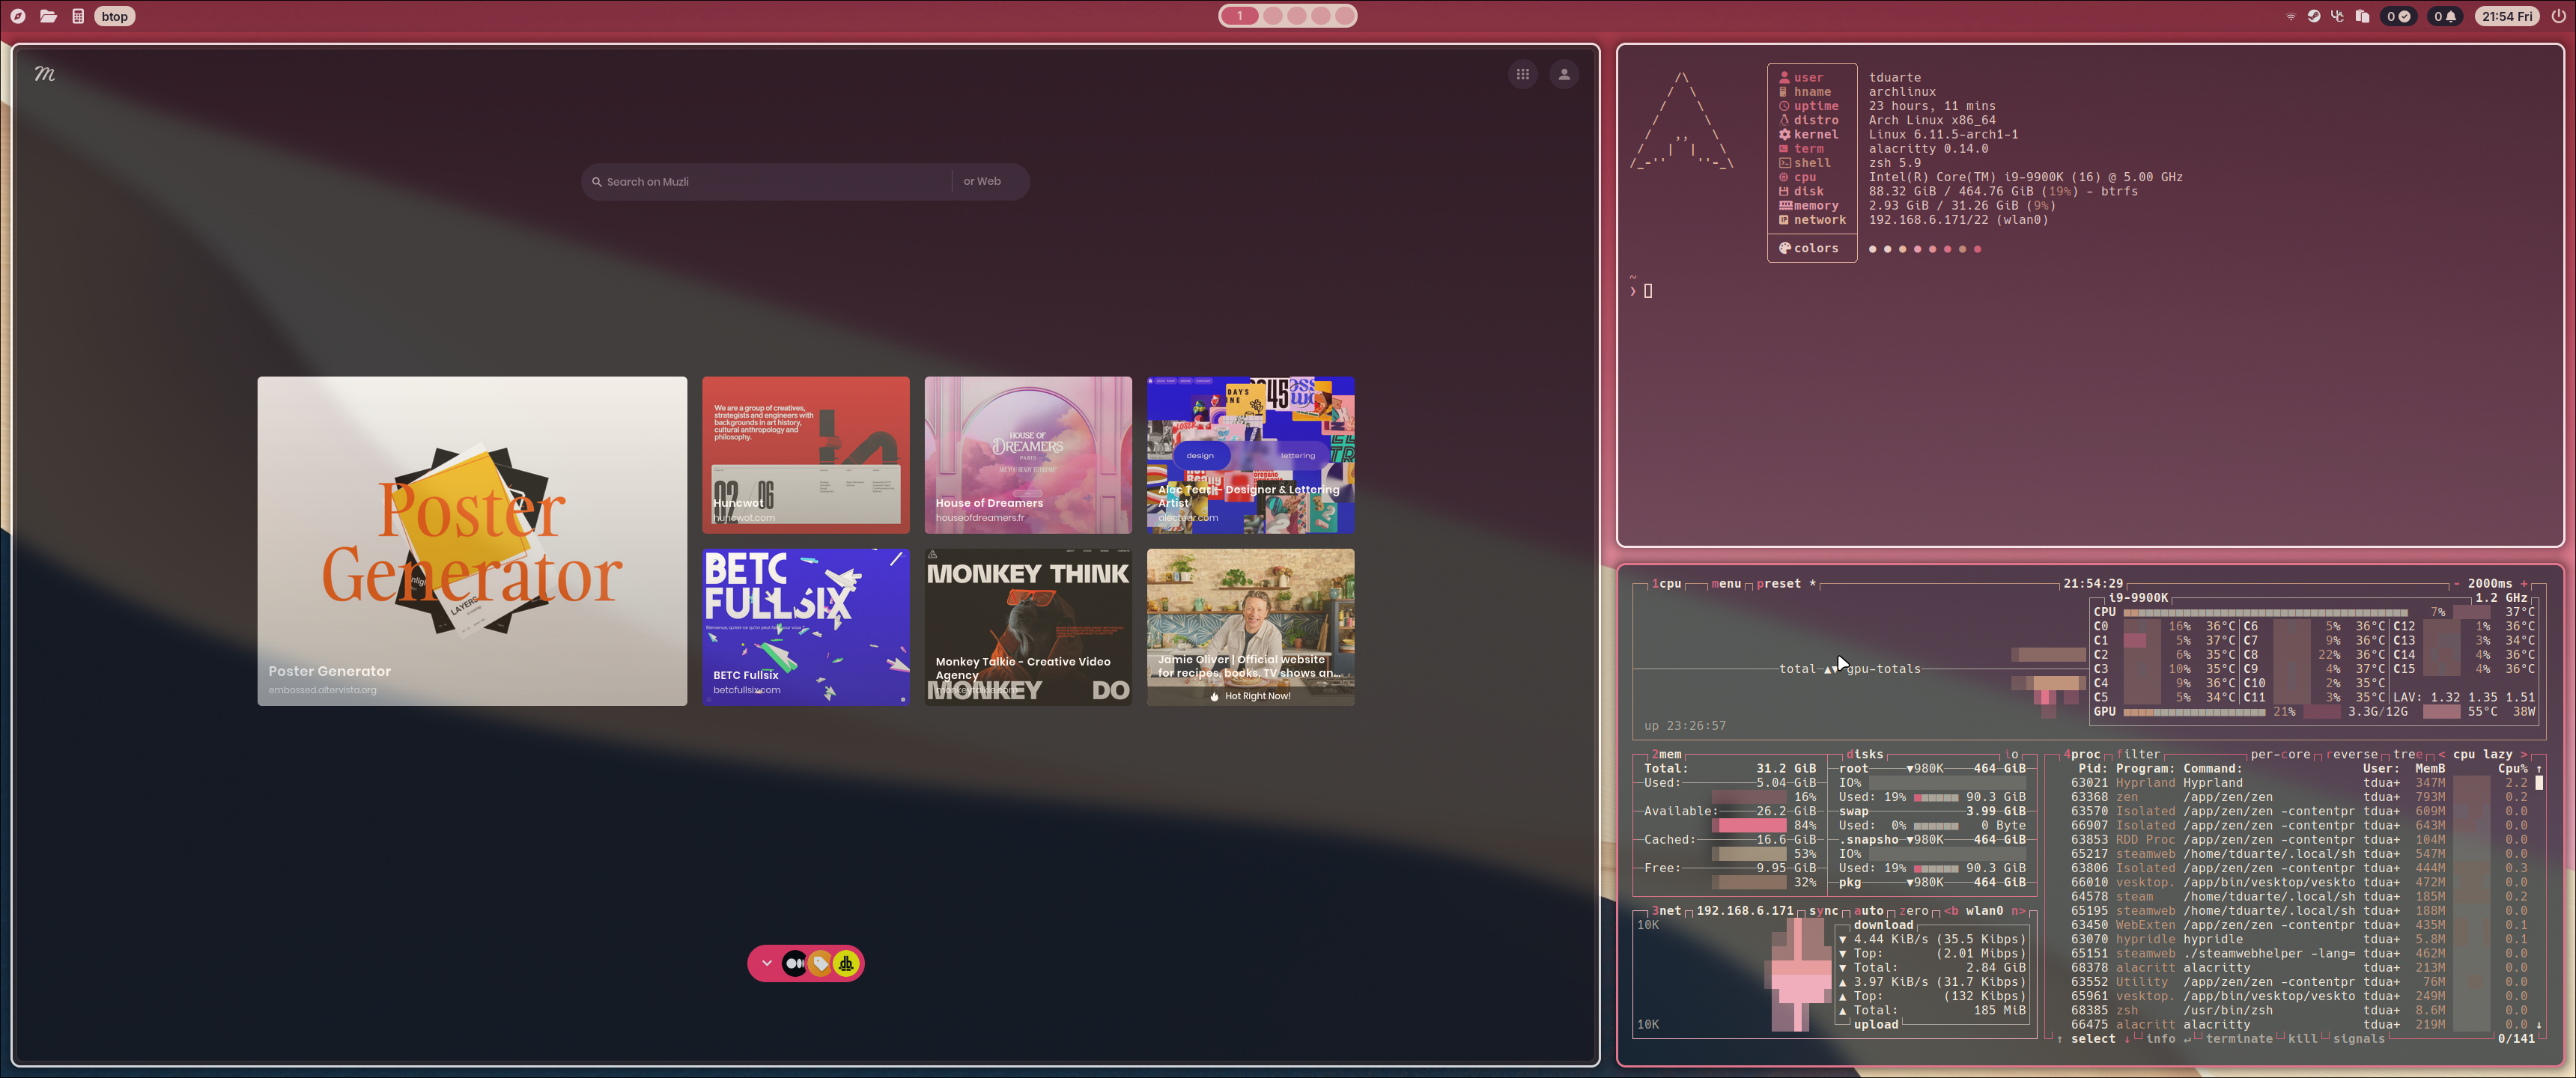 btop
1
0
0
21:54 Fri
m
Search on Muzli
or Web
Poster
Generator
LAYERS
Poster Generator
embossed.altervista.org
We are a group of creatives,
strategists and engineers with
backgrounds in art history,
cultural anthropology and
philosophy.
Hunewot
hunewot.com
HOUSE OF
DREAMERS
PARIS
House of Dreamers
houseofdreamers.fr
design
lettering
Alec Tear — Designer & Lettering
Artist
alectear.com
BETC
FULLSIX
BETC Fullsix
betcfullsix.com
MONKEY THINK
Monkey Talkie - Creative Video
Agency
monkeytalkie.com
MONKEY DO
Jamie Oliver | Official website
for recipes, books, TV shows an...
Hot Right Now!
db
user tduarte
hname archlinux
uptime 23 hours, 11 mins
distro Arch Linux x86_64
kernel Linux 6.11.5-arch1-1
term alacritty 0.14.0
shell zsh 5.9
cpu Intel(R) Core(TM) i9-9900K (16) @ 5.00 GHz
disk 88.32 GiB / 464.76 GiB (19%) - btrfs
memory 2.93 GiB / 31.26 GiB (9%)
network 192.168.6.171/22 (wlan0)
colors
~
❯
1cpu menu preset * 21:54:29 - 2000ms +
i9-9900K 1.2 GHz
CPU 7% 37°C
C0 16% 36°C C6 5% 36°C C12 1% 36°C
C1 5% 37°C C7 9% 36°C C13 3% 34°C
C2 6% 35°C C8 22% 36°C C14 4% 36°C
C3 10% 35°C C9 4% 37°C C15 4% 36°C
C4 9% 36°C C10 2% 35°C
C5 5% 34°C C11 3% 35°C LAV: 1.32 1.35 1.51
GPU 21% 3.3G/12G 55°C 38W
total ▲▼ gpu-totals
up 23:26:57
2mem
Total: 31.2 GiB
Used: 5.04 GiB
16%
Available: 26.2 GiB
84%
Cached: 16.6 GiB
53%
Free: 9.95 GiB
32%
disks io
root ▼980K 464 GiB
IO%
Used: 19% 90.3 GiB
swap 3.99 GiB
Used: 0% 0 Byte
.snapsho ▼980K 464 GiB
IO%
Used: 19% 90.3 GiB
pkg ▼980K 464 GiB
3net 192.168.6.171 sync auto zero <b wlan0 n>
10K
download
▼ 4.44 KiB/s (35.5 Kibps)
▼ Top: (2.01 Mibps)
▼ Total: 2.84 GiB
▲ 3.97 KiB/s (31.7 Kibps)
▲ Top: (132 Kibps)
▲ Total: 185 MiB
10K
upload
4proc filter per-core reverse tree < cpu lazy >
Pid: Program: Command: User: MemB Cpu% ↑
63021 Hyprland Hyprland tdua+ 347M 2.2
63368 zen /app/zen/zen tdua+ 793M 0.2
63570 Isolated /app/zen/zen -contentpr tdua+ 609M 0.0
66907 Isolated /app/zen/zen -contentpr tdua+ 643M 0.0
63853 RDD Proc /app/zen/zen -contentpr tdua+ 104M 0.0
65217 steamweb /home/tduarte/.local/sh tdua+ 547M 0.0
63806 Isolated /app/zen/zen -contentpr tdua+ 444M 0.3
66010 vesktop. /app/bin/vesktop/veskto tdua+ 472M 0.0
64578 steam /home/tduarte/.local/sh tdua+ 185M 0.2
65195 steamweb /home/tduarte/.local/sh tdua+ 188M 0.0
63450 WebExten /app/zen/zen -contentpr tdua+ 435M 0.1
63070 hypridle hypridle tdua+ 5.8M 0.1
65151 steamweb ./steamwebhelper -lang= tdua+ 462M 0.0
68378 alacritt alacritty tdua+ 213M 0.0
63552 Utility /app/zen/zen -contentpr tdua+ 76M 0.0
65961 vesktop. /app/bin/vesktop/veskto tdua+ 249M 0.0
68385 zsh /usr/bin/zsh tdua+ 8.6M 0.0
66475 alacritt alacritty tdua+ 219M 0.0 ↓
↑ select ↓ info ↵ terminate kill signals 0/141